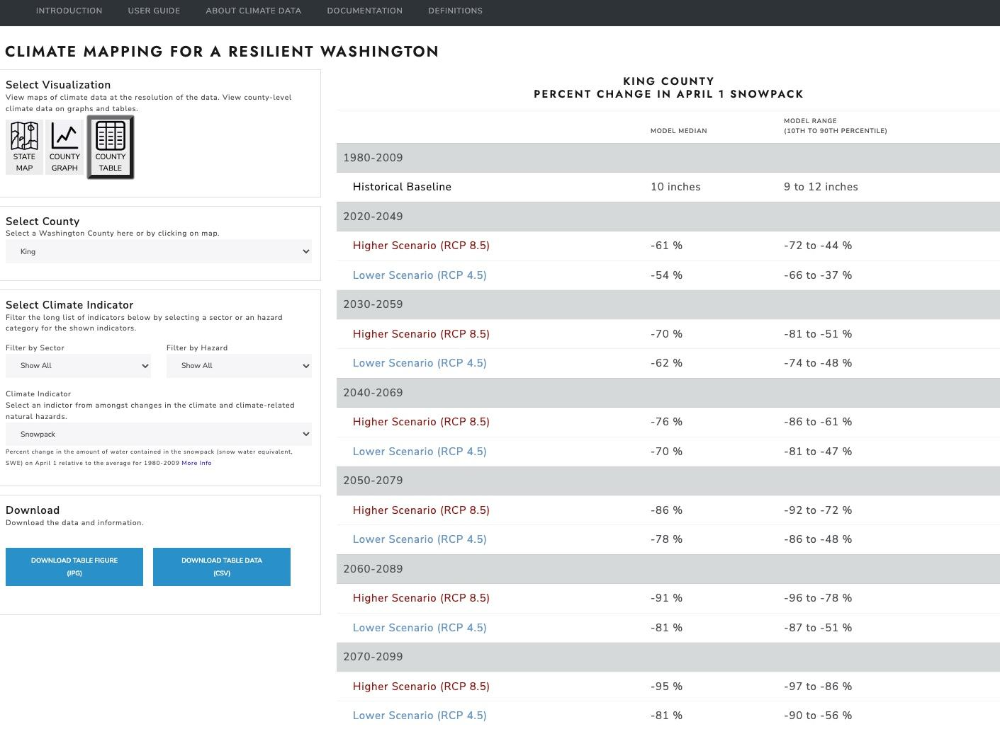 INTRODUCTION USER GUIDE ABOUT CLIMATE DATA DOCUMENTATION DEFINITIONS
CLIMATE MAPPING FOR A RESILIENT WASHINGTON
Select Visualization
View maps of climate data at the resolution of the data. View county-level
climate data on graphs and tables.
STATE
MAP
COUNTY
GRAPH
COUNTY
TABLE
Select County
Select a Washington County here or by clicking on map.
King
Select Climate Indicator
Filter the long list of indicators below by selecting a sector or an hazard
category for the shown indicators.
Filter by Sector Filter by Hazard
Show All Show All
Climate Indicator
Select an indictor from amongst changes in the climate and climate-related
natural hazards.
Snowpack
Percent change in the amount of water contained in the snowpack (snow water equivalent,
SWE) on April 1 relative to the average for 1980-2009 More Info
Download
Download the data and information.
DOWNLOAD TABLE FIGURE
(JPG)
DOWNLOAD TABLE DATA
(CSV)
KING COUNTY
PERCENT CHANGE IN APRIL 1 SNOWPACK
MODEL MEDIAN
MODEL RANGE
(10TH TO 90TH PERCENTILE)
1980-2009
Historical Baseline 10 inches 9 to 12 inches
2020-2049
Higher Scenario (RCP 8.5) -61 % -72 to -44 %
Lower Scenario (RCP 4.5) -54 % -66 to -37 %
2030-2059
Higher Scenario (RCP 8.5) -70 % -81 to -51 %
Lower Scenario (RCP 4.5) -62 % -74 to -48 %
2040-2069
Higher Scenario (RCP 8.5) -76 % -86 to -61 %
Lower Scenario (RCP 4.5) -70 % -81 to -47 %
2050-2079
Higher Scenario (RCP 8.5) -86 % -92 to -72 %
Lower Scenario (RCP 4.5) -78 % -86 to -48 %
2060-2089
Higher Scenario (RCP 8.5) -91 % -96 to -78 %
Lower Scenario (RCP 4.5) -81 % -87 to -51 %
2070-2099
Higher Scenario (RCP 8.5) -95 % -97 to -86 %
Lower Scenario (RCP 4.5) -81 % -90 to -56 %